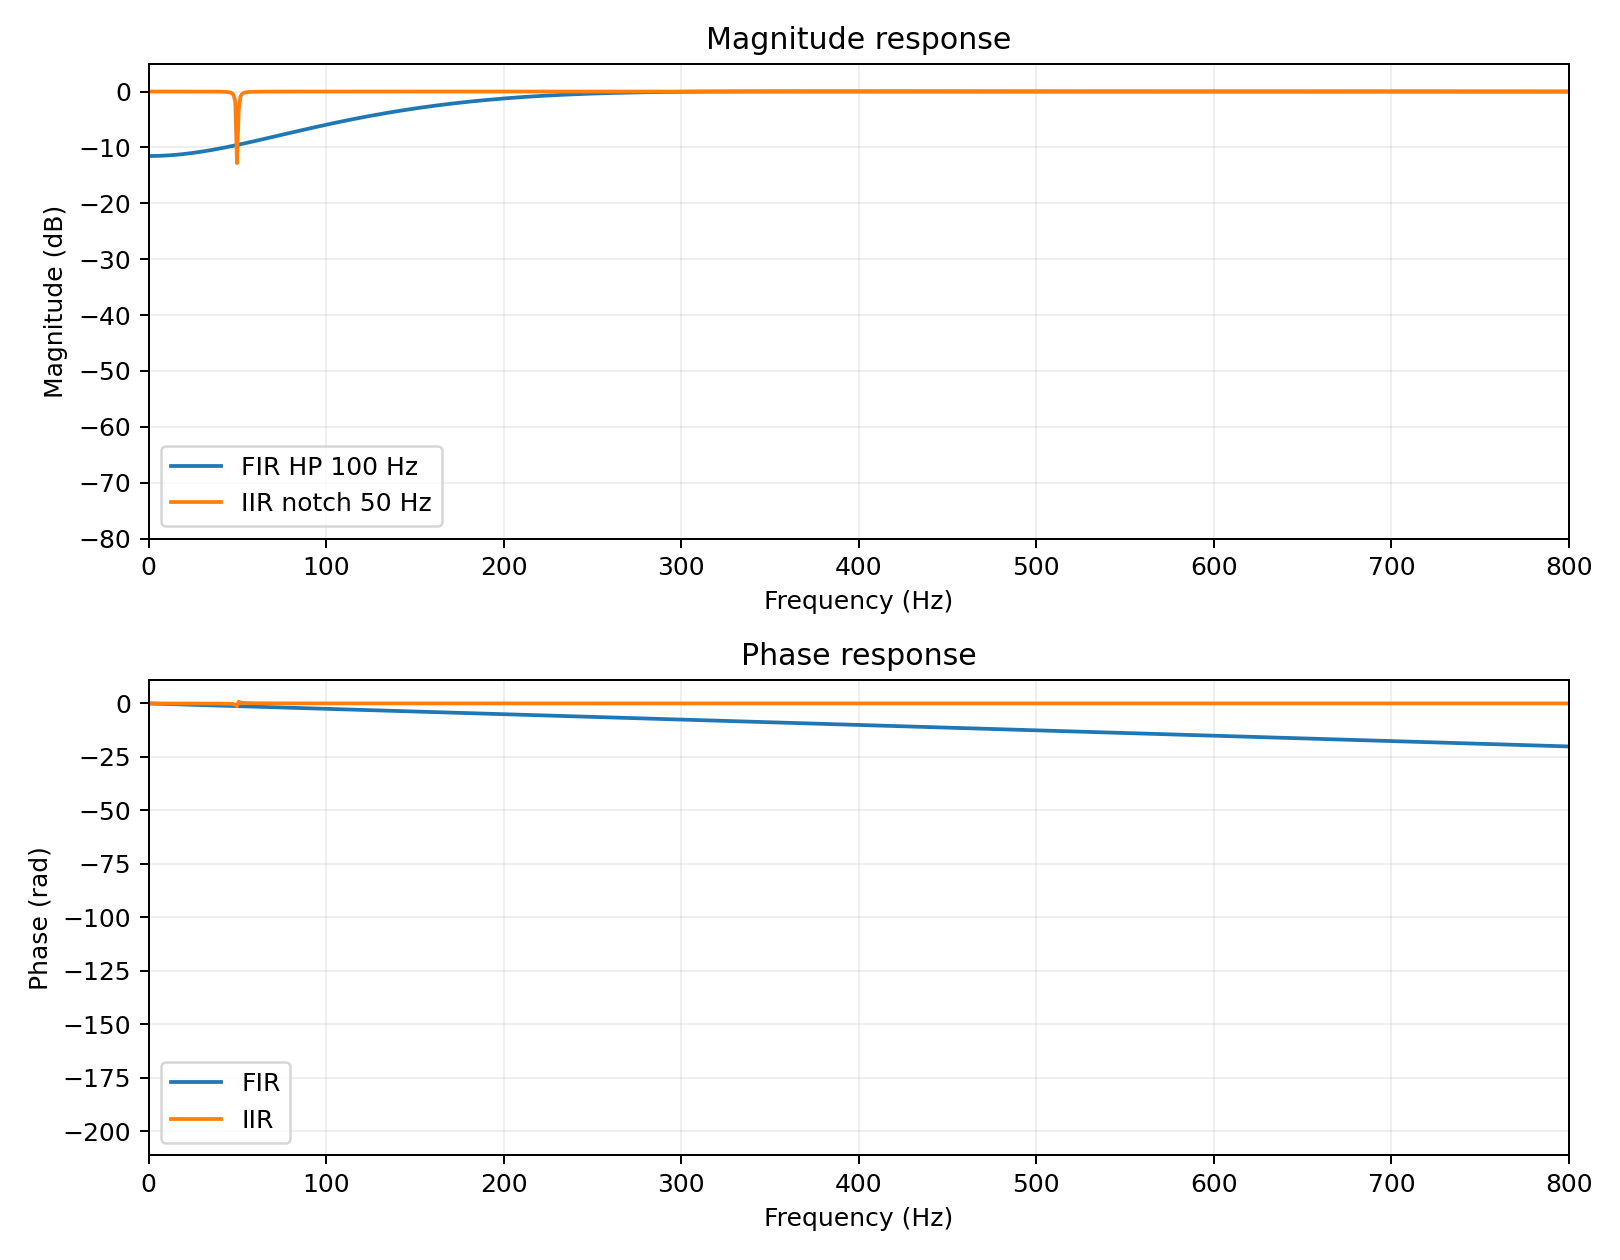 Magnitude response
Magnitude (dB)
0
−10
−20
−30
−40
−50
−60
−70
−80
FIR HP 100 Hz
IIR notch 50 Hz
0 100 200 300 400 500 600 700 800
Frequency (Hz)
Phase response
Phase (rad)
0
−25
−50
−75
−100
−125
−150
−175
−200
FIR
IIR
0 100 200 300 400 500 600 700 800
Frequency (Hz)